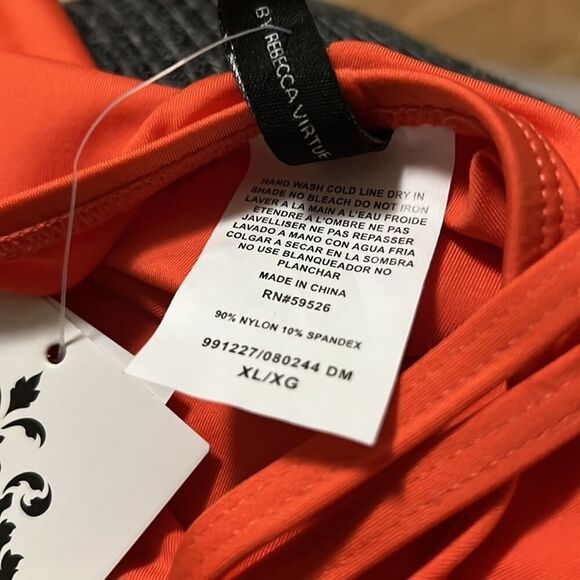 BY REBECCA VIRTUE
HAND WASH COLD LINE DRY IN
SHADE NO BLEACH DO NOT IRON
LAVER A LA MAIN A L'EAU FROIDE
ETENDRE A L'OMBRE NE PAS
JAVELLISER NE PAS REPASSER
LAVADO A MANO CON AGUA FRIA
COLGAR A SECAR EN LA SOMBRA
NO USE BLANQUEADOR NO
PLANCHAR
MADE IN CHINA
RN#59526
90% NYLON 10% SPANDEX
991227/080244 DM
XL/XG